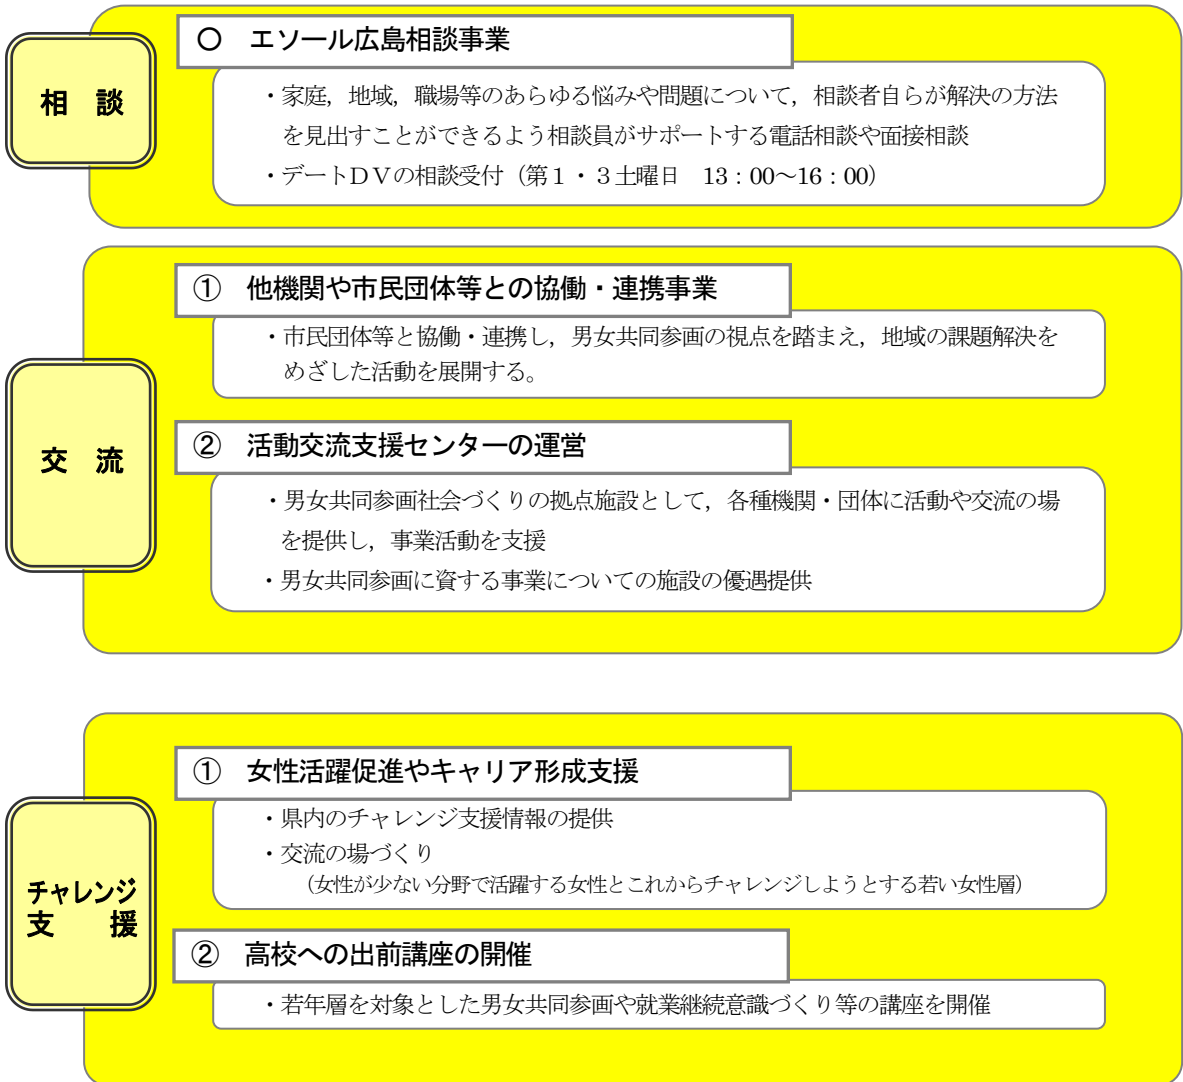 相　談
〇　エソール広島相談事業
・家庭，地域，職場等のあらゆる悩みや問題について，相談者自らが解決の方法
を見出すことができるよう相談員がサポートする電話相談や面接相談
・デートＤＶの相談受付（第１・３土曜日　13：00～16：00）
交　流
①　他機関や市民団体等との協働・連携事業
・市民団体等と協働・連携し，男女共同参画の視点を踏まえ，地域の課題解決を
めざした活動を展開する。
②　活動交流支援センターの運営
・男女共同参画社会づくりの拠点施設として，各種機関・団体に活動や交流の場
を提供し，事業活動を支援
・男女共同参画に資する事業についての施設の優遇提供
チャレンジ
支　　援
①　女性活躍促進やキャリア形成支援
・県内のチャレンジ支援情報の提供
・交流の場づくり
（女性が少ない分野で活躍する女性とこれからチャレンジしようとする若い女性層）
②　高校への出前講座の開催
・若年層を対象とした男女共同参画や就業継続意識づくり等の講座を開催